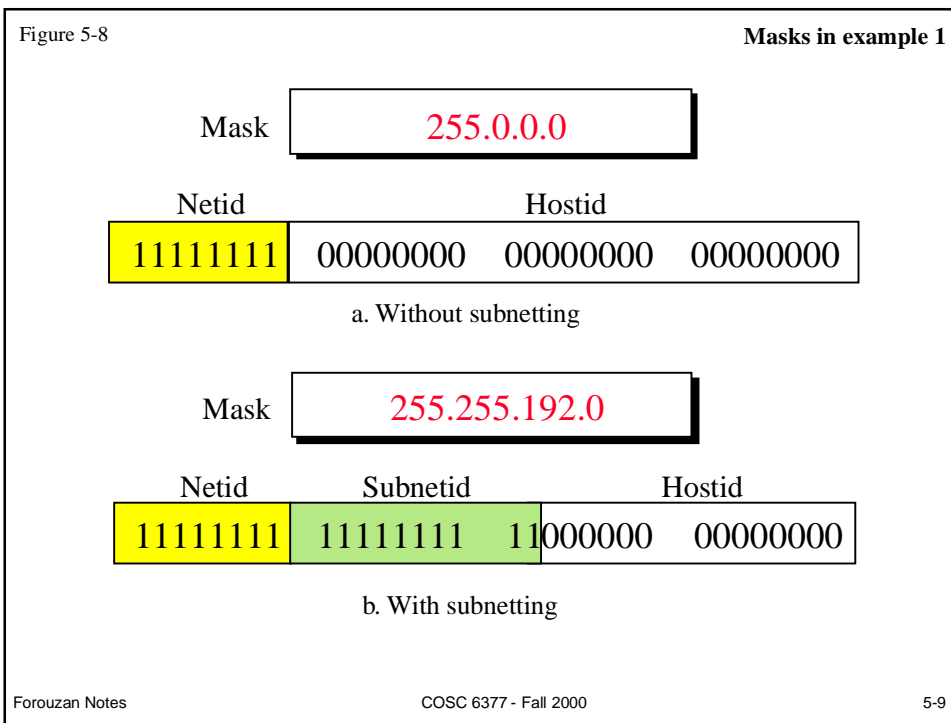 Figure 5-8 Masks in example 1
Mask 255.0.0.0
Netid Hostid
11111111 00000000 00000000 00000000
a. Without subnetting
Mask 255.255.192.0
Netid Subnetid Hostid
11111111 11111111 11000000 00000000
b. With subnetting
Forouzan Notes COSC 6377 - Fall 2000 5-9